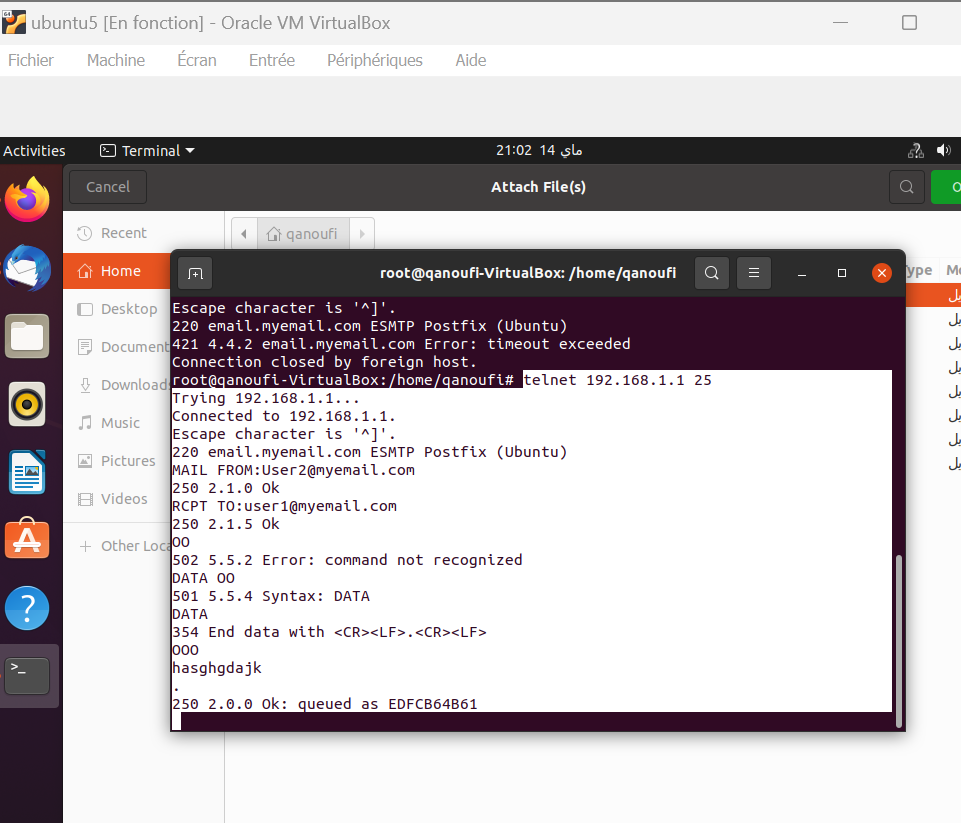 ubuntu5 [En fonction] - Oracle VM VirtualBox
Fichier Machine Écran Entrée Périphériques Aide
Activities Terminal 21:02 14 ماي
Cancel Attach File(s) O
Recent
qanoufi
Home
Desktop
Document
Download
Music
Pictures
Videos
Other Loca
ype Mo
root@qanoufi-VirtualBox: /home/qanoufi
Escape character is '^]'.
220 email.myemail.com ESMTP Postfix (Ubuntu)
421 4.4.2 email.myemail.com Error: timeout exceeded
Connection closed by foreign host.
root@qanoufi-VirtualBox:/home/qanoufi# telnet 192.168.1.1 25
Trying 192.168.1.1...
Connected to 192.168.1.1.
Escape character is '^]'.
220 email.myemail.com ESMTP Postfix (Ubuntu)
MAIL FROM:User2@myemail.com
250 2.1.0 Ok
RCPT TO:user1@myemail.com
250 2.1.5 Ok
OO
502 5.5.2 Error: command not recognized
DATA OO
501 5.5.4 Syntax: DATA
DATA
354 End data with <CR><LF>.<CR><LF>
OOO
hasghgdajk
.
250 2.0.0 Ok: queued as EDFCB64B61